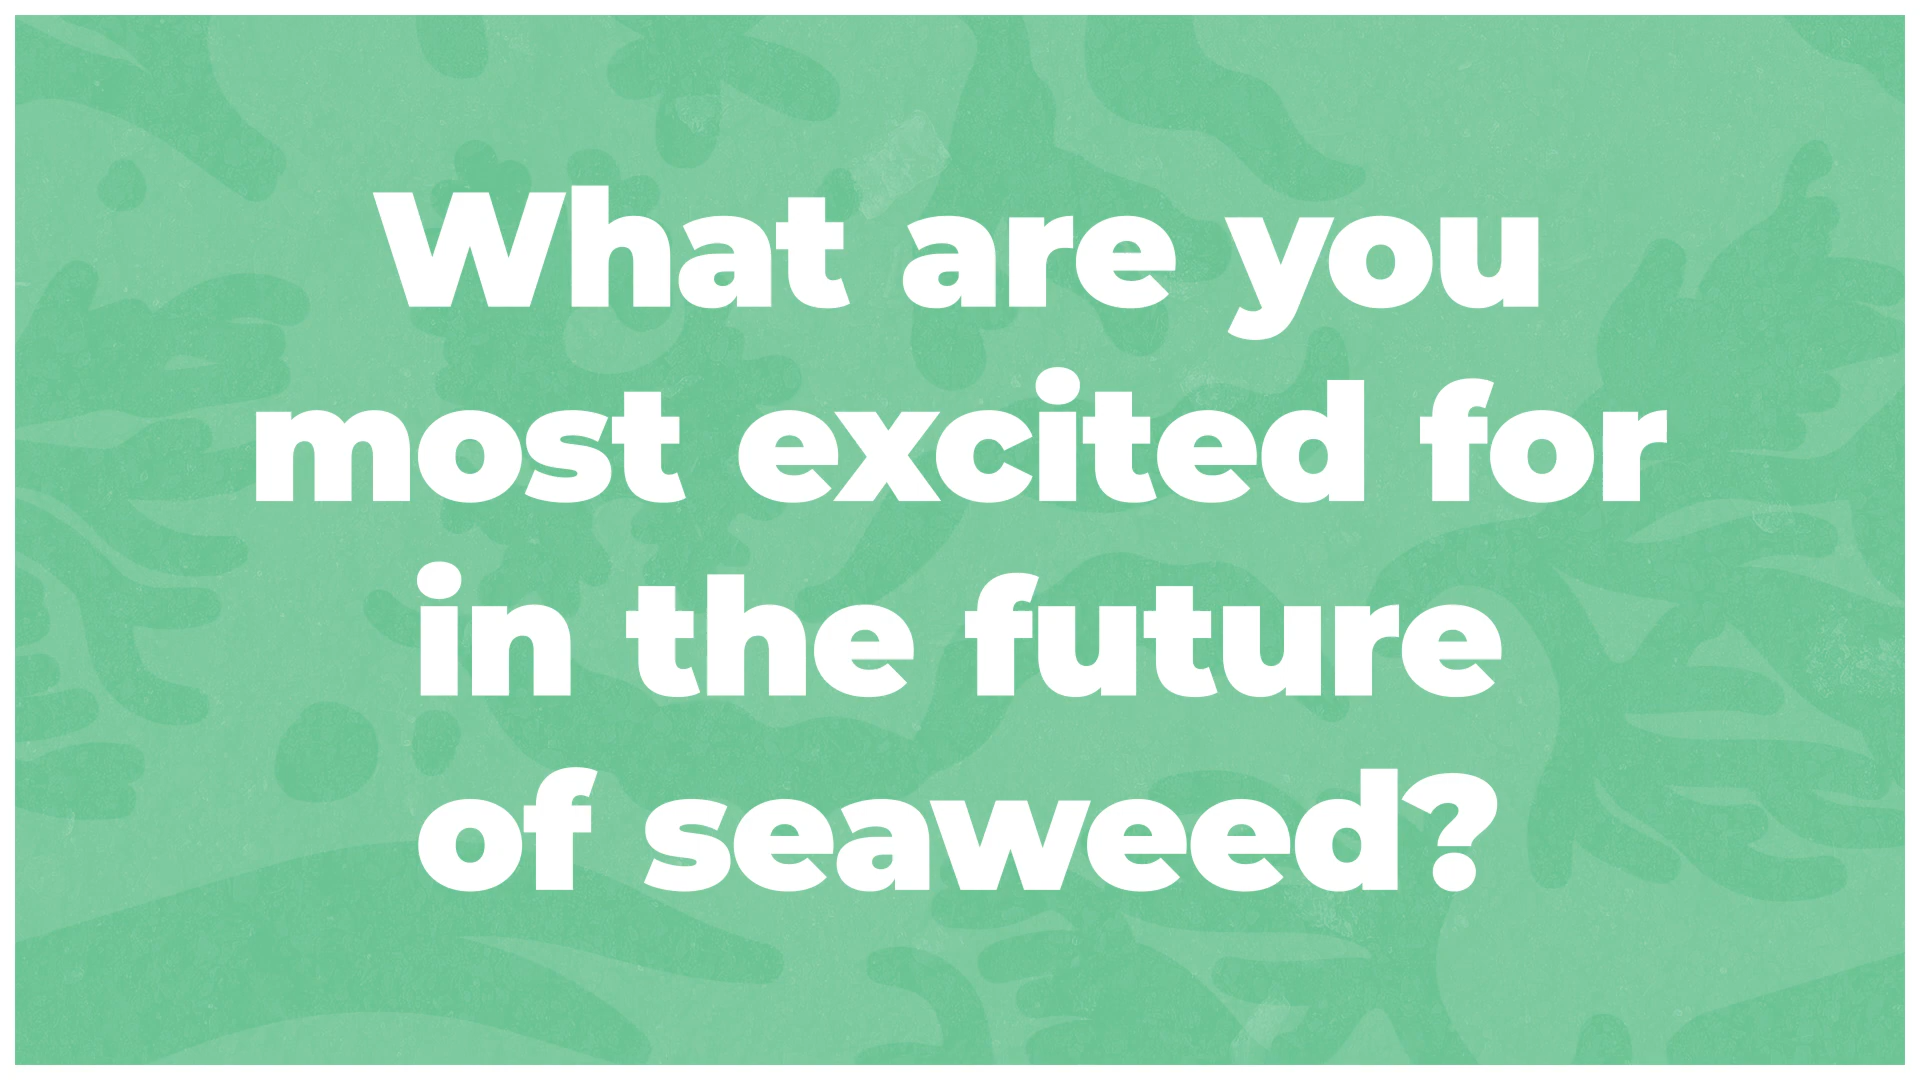 What are you
most excited for
in the future
of seaweed?